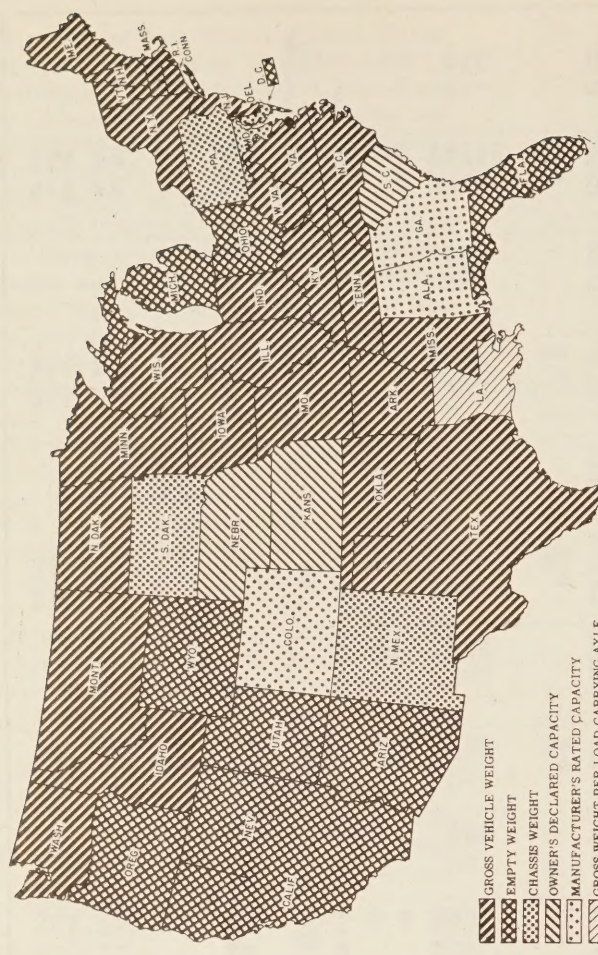 WASH
OREG
CALIF
NEV
IDAHO
MONT
WYO
UTAH
ARIZ
COLO
N MEX
N DAK
S. DAK
NEBR
KANS
OKLA
TEX
MINN
IOWA
MO
ARK
LA
WIS
ILL
MISS
MICH
IND
KY
TENN
ALA
OHIO
W. VA
VA
N C
S C
GA
FLA
PA
N.Y
N H
ME
MASS
R.I.
CONN
DEL
D. C.
GROSS VEHICLE WEIGHT
EMPTY WEIGHT
CHASSIS WEIGHT
OWNER'S DECLARED CAPACITY
MANUFACTURER'S RATED CAPACITY
GROSS WEIGHT PER LOAD CARRYING AXLE